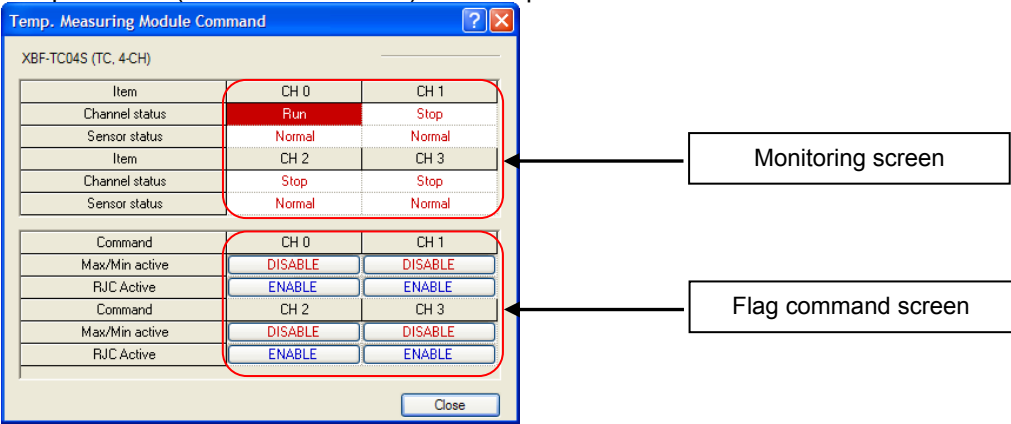 Temp. Measuring Module Command
XBF-TC04S (TC, 4-CH)
Item CH 0 CH 1
Channel status Run Stop
Sensor status Normal Normal
Item CH 2 CH 3
Channel status Stop Stop
Sensor status Normal Normal
Monitoring screen
Command CH 0 CH 1
Max/Min active DISABLE DISABLE
RJC Active ENABLE ENABLE
Command CH 2 CH 3
Max/Min active DISABLE DISABLE
RJC Active ENABLE ENABLE
Flag command screen
Close